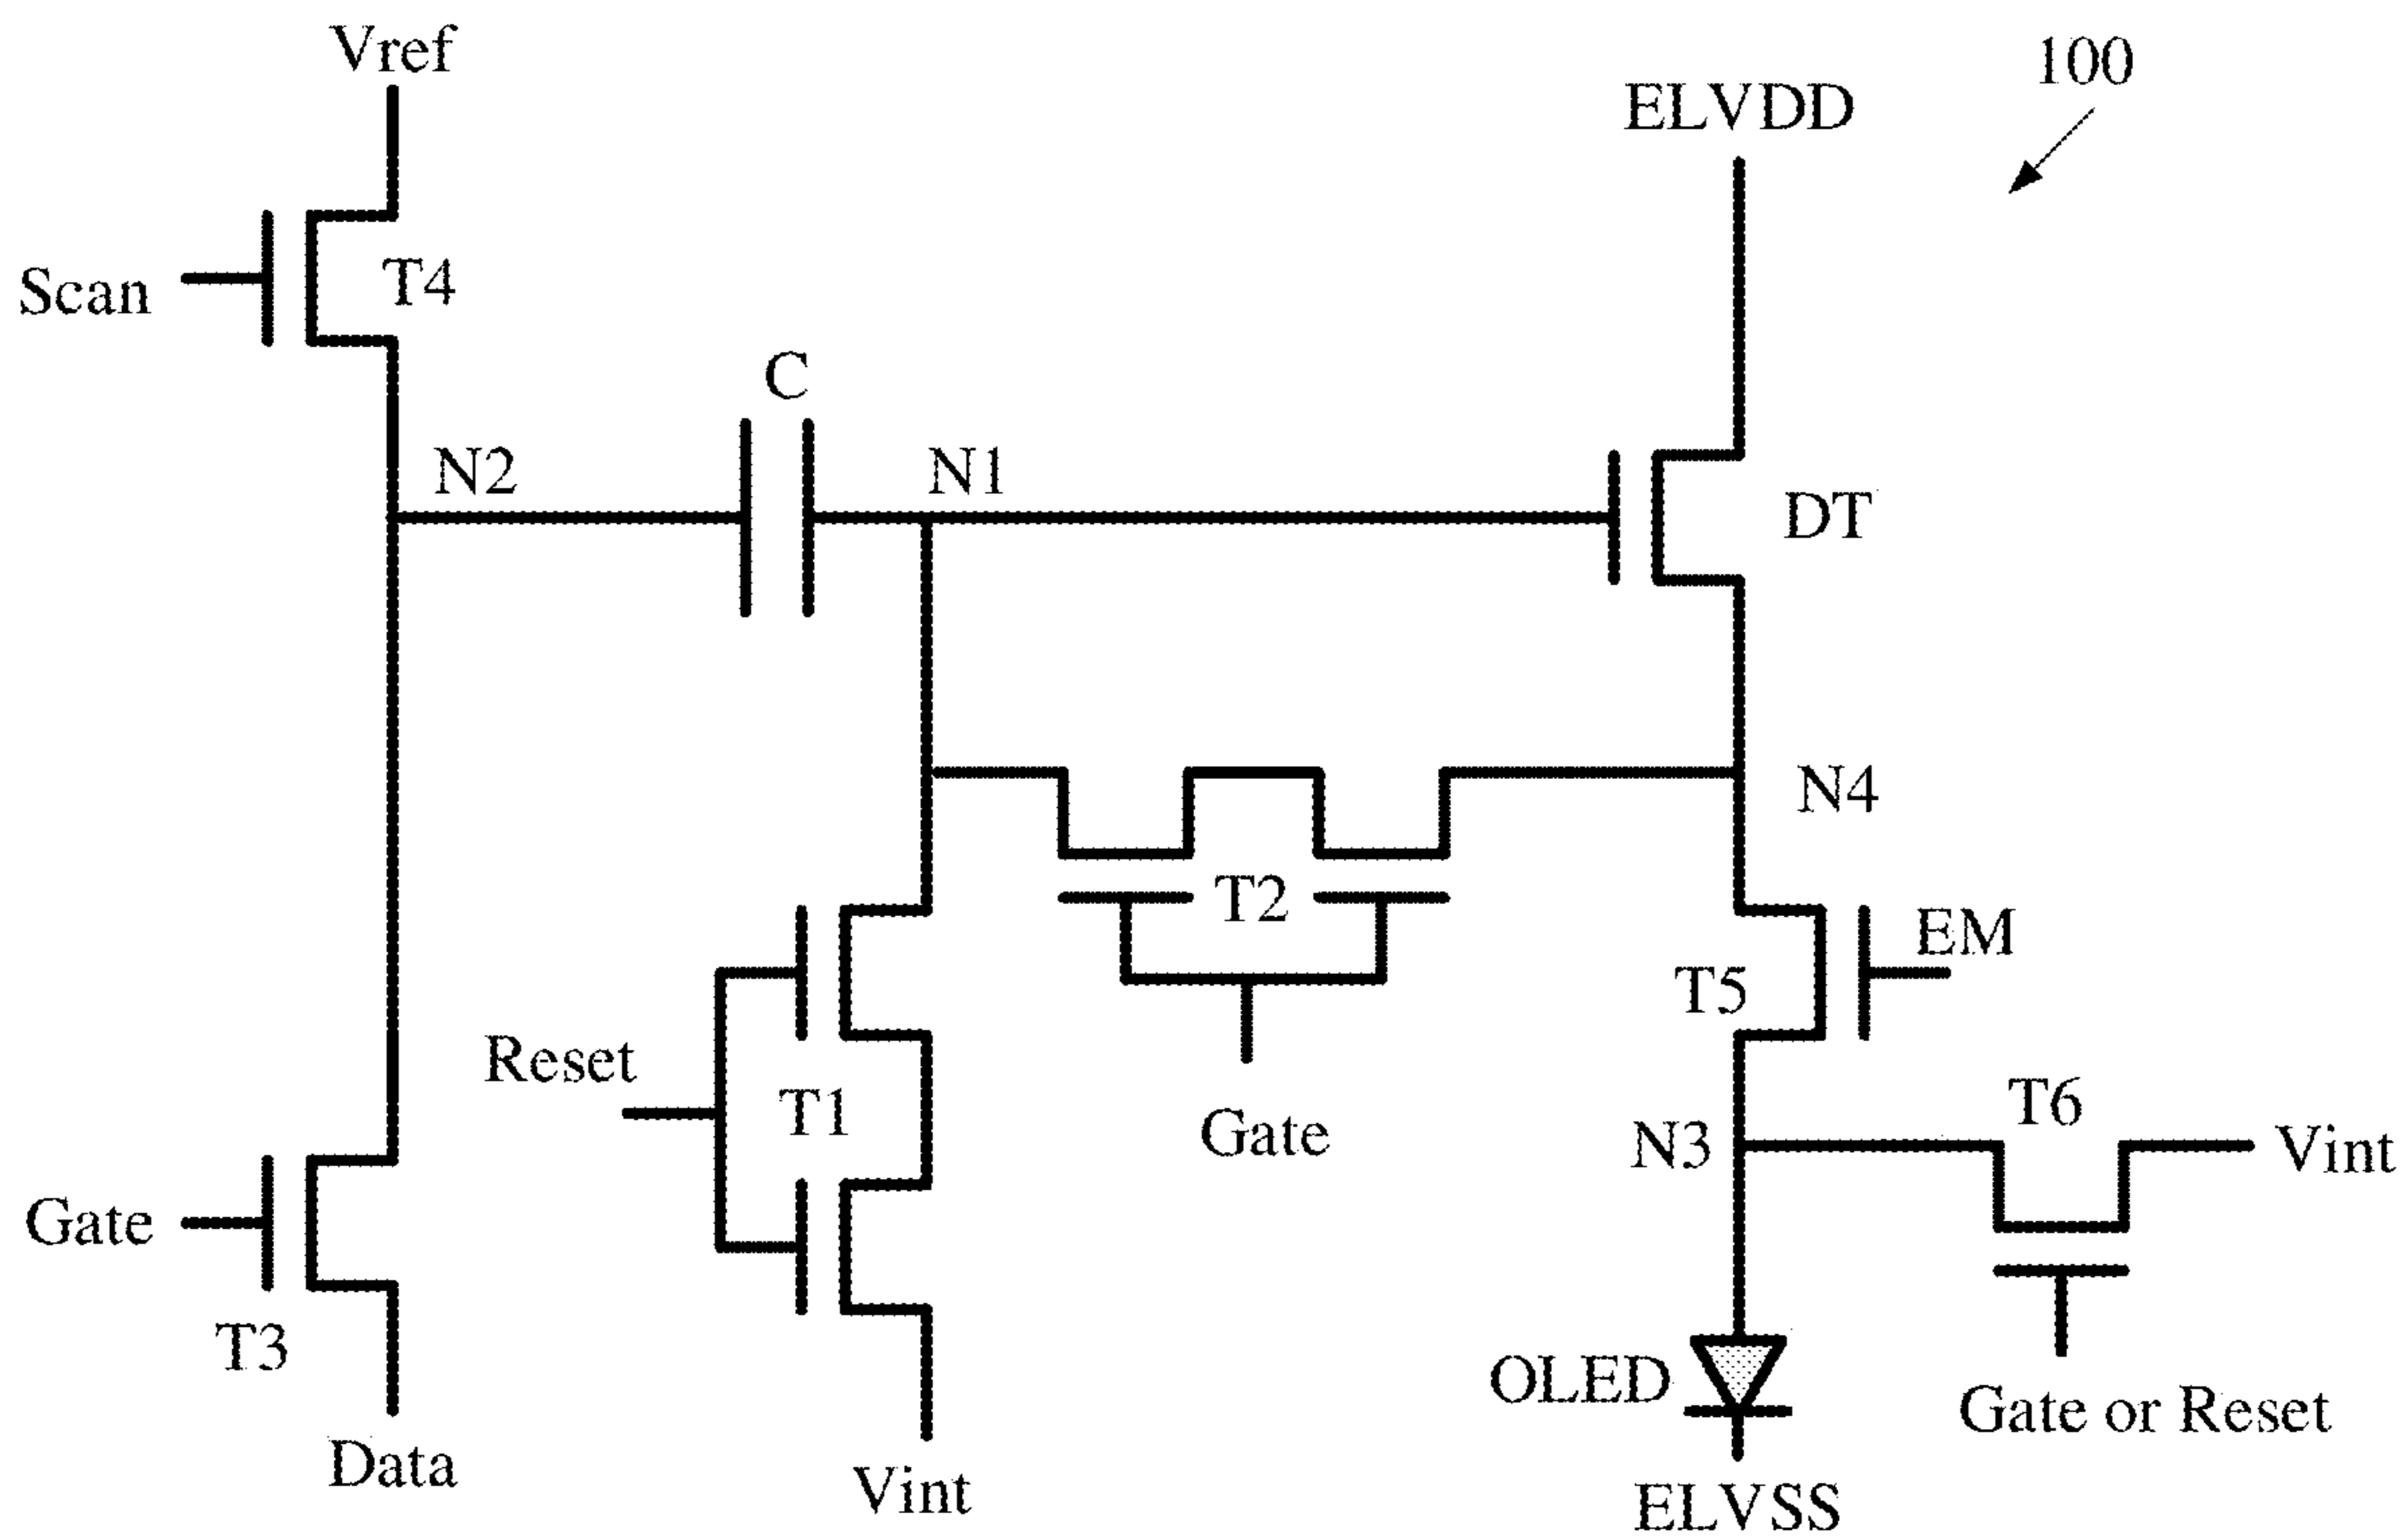 Vref
100
ELVDD
Scan
T4
C
N2
N1
DT
N4
T2
EM
T5
Reset
T1
Gate
T6
N3
Vint
Gate
T3
OLED
Gate or Reset
Data
Vint
ELVSS